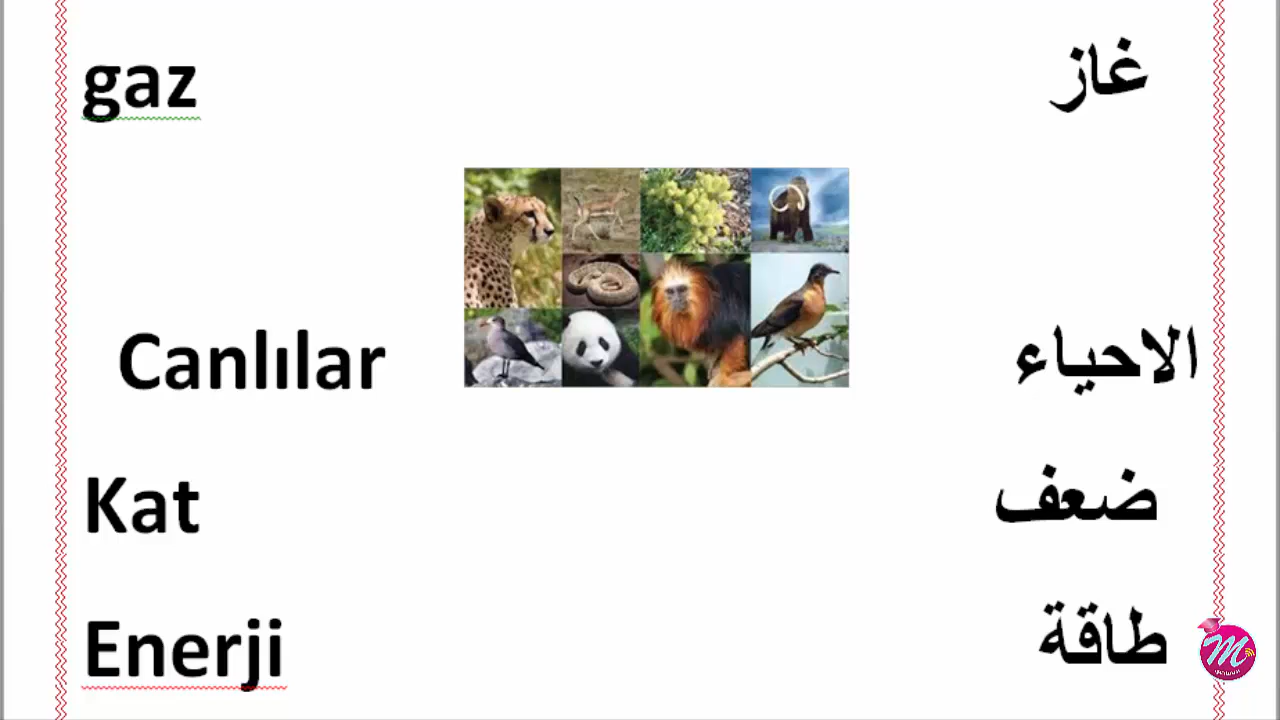 gaz غاز
Canlılar الاحياء
Kat ضعف
Enerji طاقة